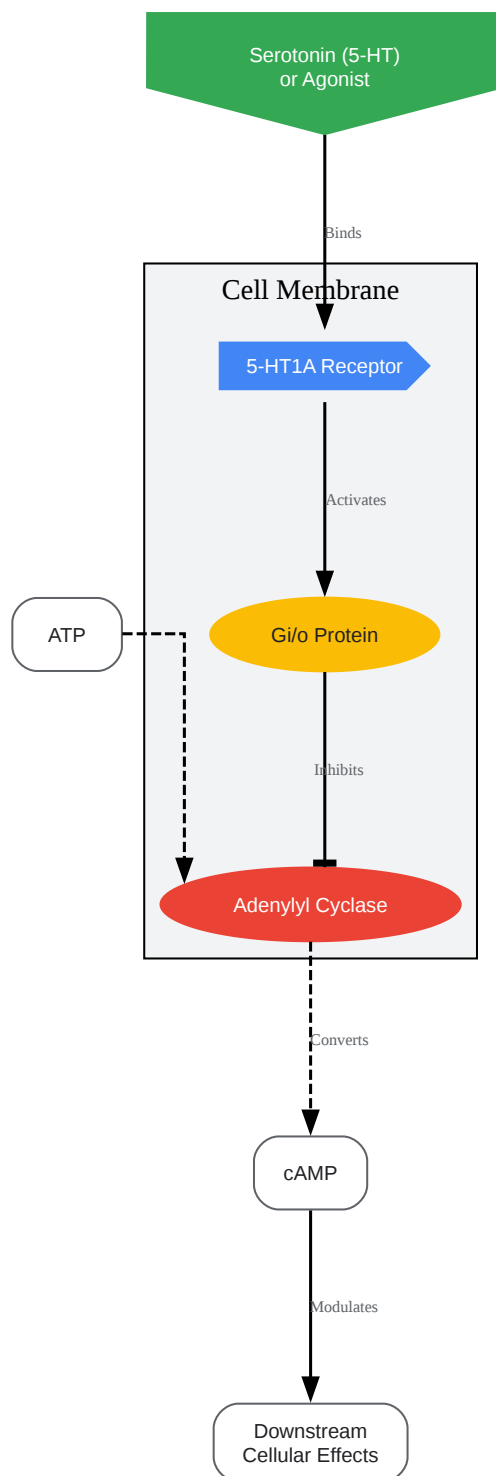 Serotonin (5-HT)
or Agonist
Binds
Cell Membrane
5-HT1A Receptor
Activates
ATP
Gi/o Protein
Inhibits
Adenylyl Cyclase
Converts
cAMP
Modulates
Downstream
Cellular Effects